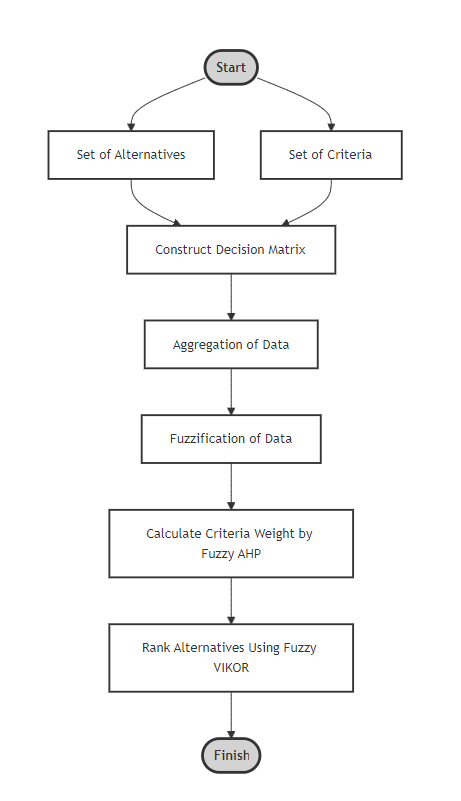 Start
Set of Alternatives
Set of Criteria
Construct Decision Matrix
Aggregation of Data
Fuzzification of Data
Calculate Criteria Weight by
Fuzzy AHP
Rank Alternatives Using Fuzzy
VIKOR
Finish